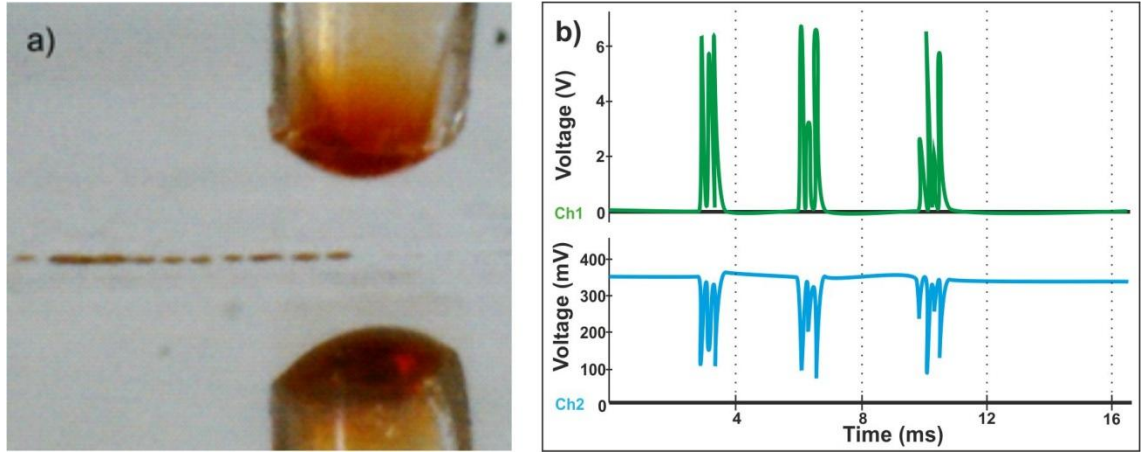 a)
b)
Voltage (V)
6
4
2
Ch1 0
Voltage (mV)
400
300
200
100
Ch2 0
4 8 12 16
Time (ms)